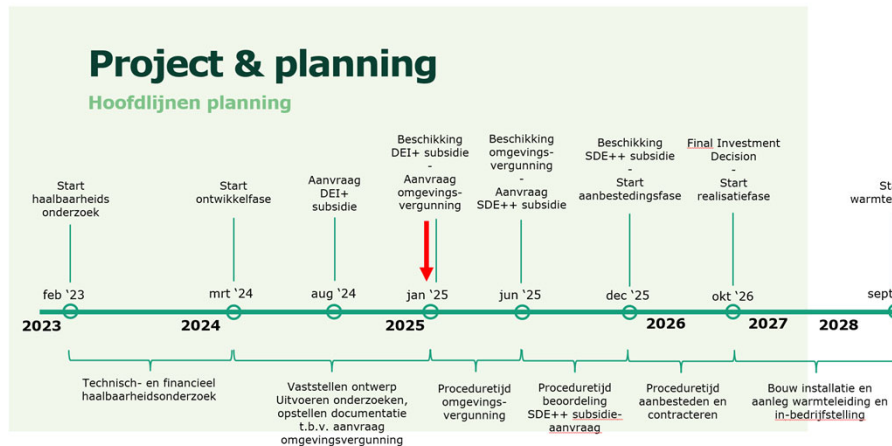 Project & planning
Hoofdlijnen planning
Start
haalbaarheids
onderzoek
Start
ontwikkelfase
Aanvraag
DEI+
subsidie
Beschikking
DEI+ subsidie
-
Aanvraag
omgevings-
vergunning
Beschikking
omgevings-
vergunning
-
Aanvraag
SDE++ subsidie
Beschikking
SDE++ subsidie
-
Start
aanbestedingsfase
Final Investment
Decision
-
Start
realisatiefase
Sta
warmte
feb ‘23
mrt ‘24
aug ‘24
jan ‘25
jun ‘25
dec ‘25
okt ‘26
sept
2023
2024
2025
2026
2027
2028
Technisch- en financieel
haalbaarheidsonderzoek
Vaststellen ontwerp
Uitvoeren onderzoeken,
opstellen documentatie
t.b.v. aanvraag
omgevingsvergunning
Proceduretijd
omgevings-
vergunning
Proceduretijd
beoordeling
SDE++ subsidie-
aanvraag
Proceduretijd
aanbesteden en
contracteren
Bouw installatie en
aanleg warmteleiding en
in-bedrijfstelling